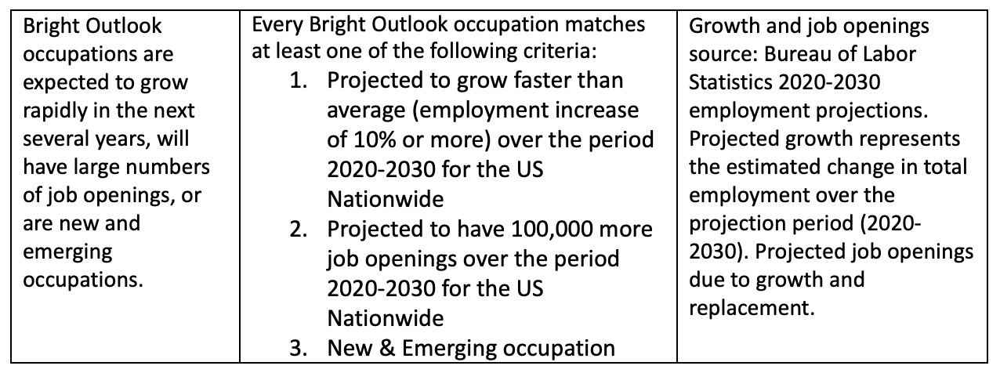 Bright Outlook
occupations are
expected to grow
rapidly in the next
several years, will
have large numbers
of job openings, or
are new and
emerging
occupations.
Every Bright Outlook occupation matches
at least one of the following criteria:
1. Projected to grow faster than
average (employment increase
of 10% or more) over the period
2020-2030 for the US
Nationwide
2. Projected to have 100,000 more
job openings over the period
2020-2030 for the US
Nationwide
3. New & Emerging occupation
Growth and job openings
source: Bureau of Labor
Statistics 2020-2030
employment projections.
Projected growth represents
the estimated change in total
employment over the
projection period (2020-
2030). Projected job openings
due to growth and
replacement.